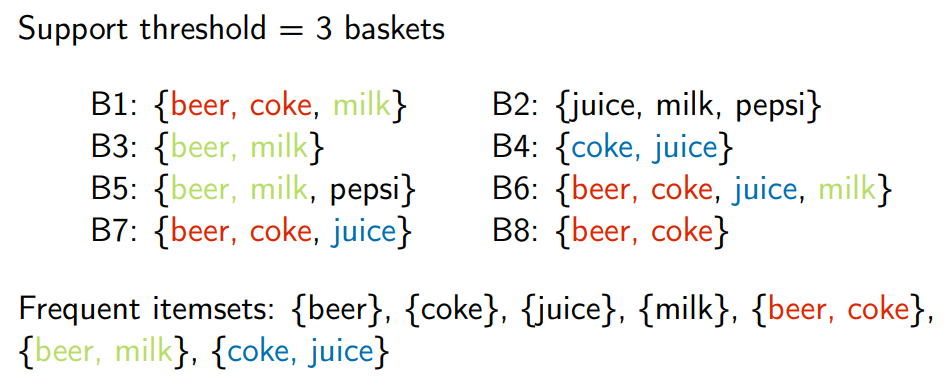 Support threshold = 3 baskets
B1: {beer, coke, milk} B2: {juice, milk, pepsi}
B3: {beer, milk} B4: {coke, juice}
B5: {beer, milk, pepsi} B6: {beer, coke, juice, milk}
B7: {beer, coke, juice} B8: {beer, coke}
Frequent itemsets: {beer}, {coke}, {juice}, {milk}, {beer, coke},
{beer, milk}, {coke, juice}